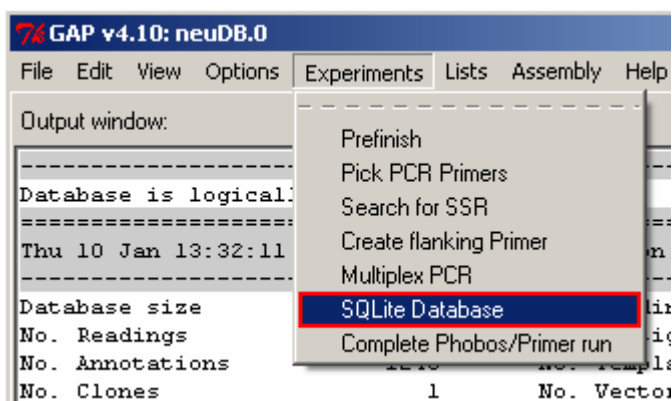 GAP v4.10: neuDB.0
File Edit View Options Experiments Lists Assembly Help
Output window:
Prefinish
Pick PCR Primers
Search for SSR
Create flanking Primer
Multiplex PCR
SQLite Database
Complete Phobos/Primer run
Database is logical
Thu 10 Jan 13:32:11
Database size
No. Readings
No. Annotations
No. Clones 1 No. Vector